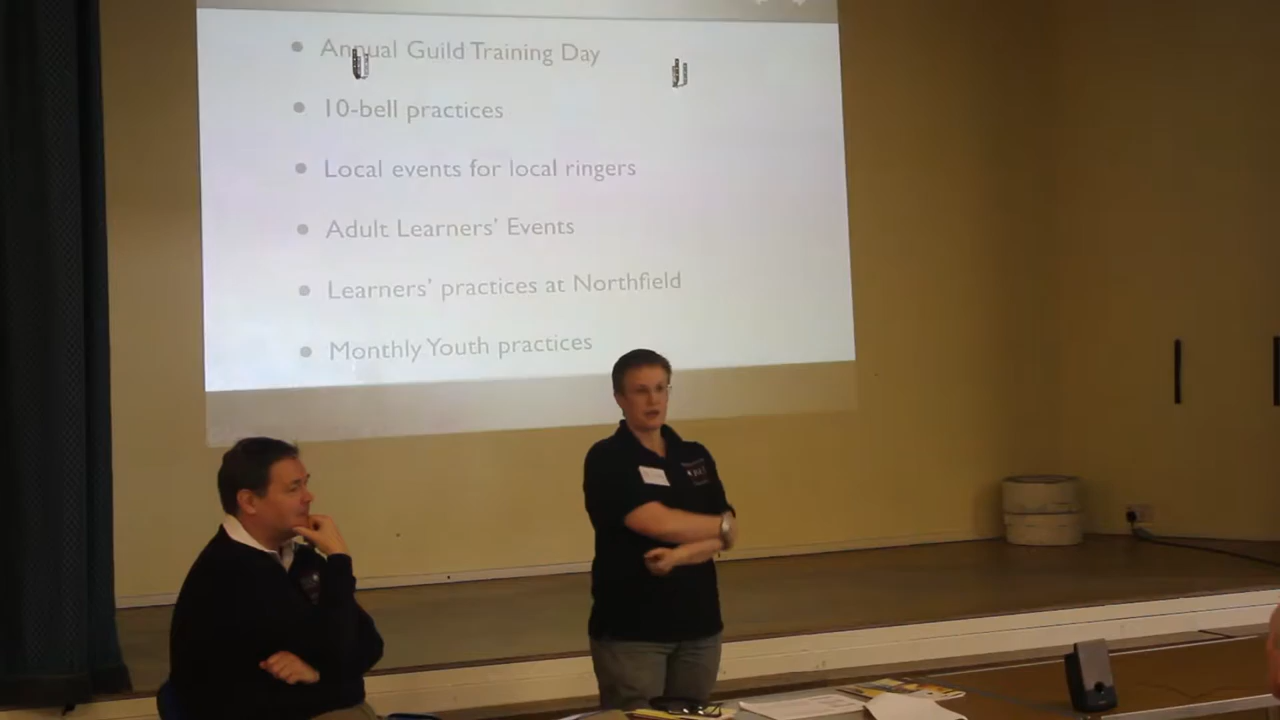 • Annual Guild Training Day
• 10-bell practices
• Local events for local ringers
• Adult Learners’ Events
• Learners’ practices at Northfield
• Monthly Youth practices